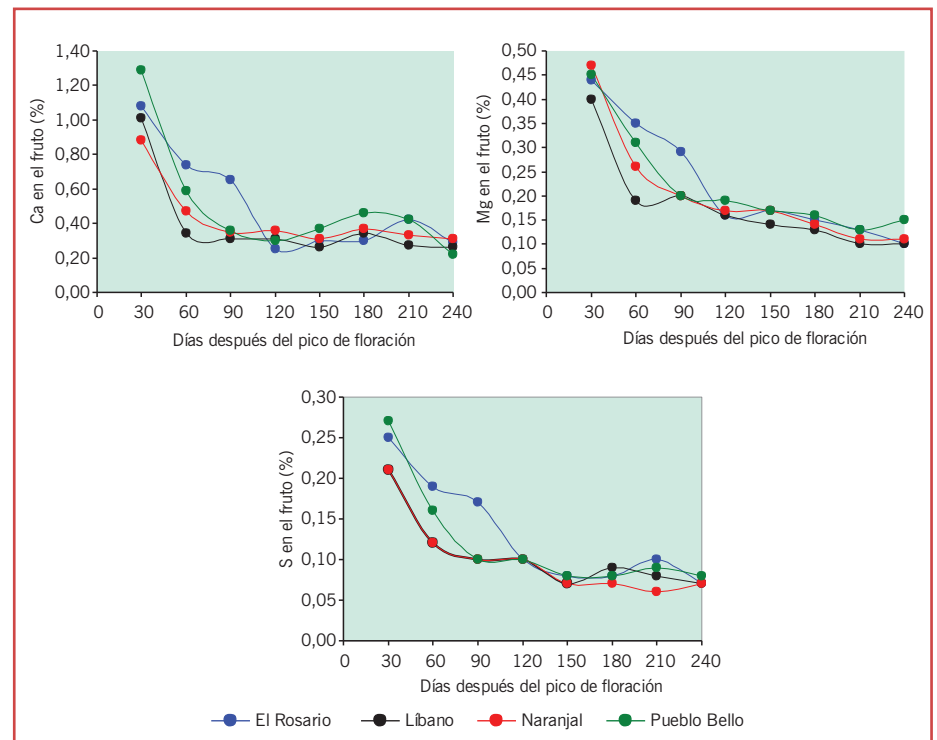 Ca en el fruto (%)
1,40
1,20
1,00
0,80
0,60
0,40
0,20
0,00
0 30 60 90 120 150 180 210 240
Días después del pico de floración
Mg en el fruto (%)
0,50
0,45
0,40
0,35
0,30
0,25
0,20
0,15
0,10
0,05
0,00
0 30 60 90 120 150 180 210 240
Días después del pico de floración
S en el fruto (%)
0,30
0,25
0,20
0,15
0,10
0,05
0,00
0 30 60 90 120 150 180 210 240
Días después del pico de floración
El Rosario Líbano Naranjal Pueblo Bello